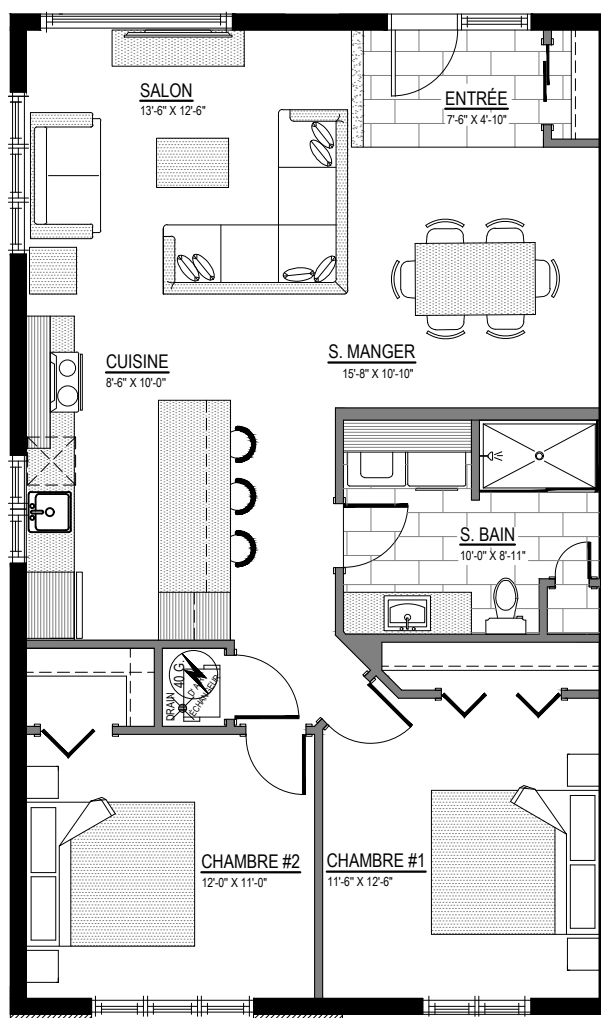 SALON
13'-6" X 12'-6"
ENTRÉE
7'-6" X 4'-10"
CUISINE
8'-6" X 10'-0"
S. MANGER
15'-8" X 10'-10"
S. BAIN
10'-0" X 8'-11"
DRAIN
40 G.
D'AIR
ÉCHANGEUR
CHAMBRE #2
12'-0" X 11'-0"
CHAMBRE #1
11'-6" X 12'-6"